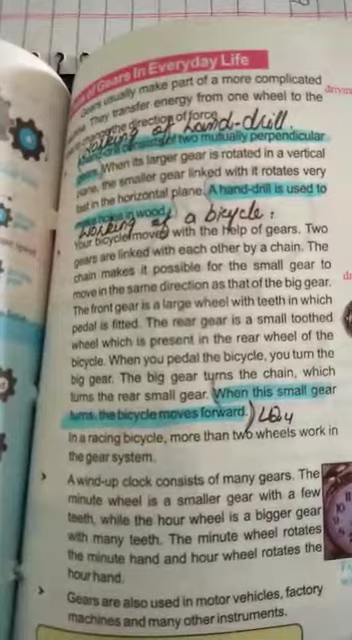 of Gears In Everyday Life
Gears usually make part of a more complicated
They transfer energy from one wheel to the
change the direction of force
working of hand-drill
hand-drill consists of two mutually perpendicular
When its larger gear is rotated in a vertical
plane, the smaller gear linked with it rotates very
fast in the horizontal plane. A hand-drill is used to
make holes in wood.
working of a bicycle :
Your bicycle moves with the help of gears. Two
gears are linked with each other by a chain. The
chain makes it possible for the small gear to
move in the same direction as that of the big gear.
The front gear is a large wheel with teeth in which
pedal is fitted. The rear gear is a small toothed
wheel which is present in the rear wheel of the
bicycle. When you pedal the bicycle, you turn the
big gear. The big gear turns the chain, which
turns the rear small gear. When this small gear
turns, the bicycle moves forward.
In a racing bicycle, more than two wheels work in
the gear system.
A wind-up clock consists of many gears. The
minute wheel is a smaller gear with a few
teeth, while the hour wheel is a bigger gear
with many teeth. The minute wheel rotates
the minute hand and hour wheel rotates the
hour hand.
Gears are also used in motor vehicles, factory
machines and many other instruments.